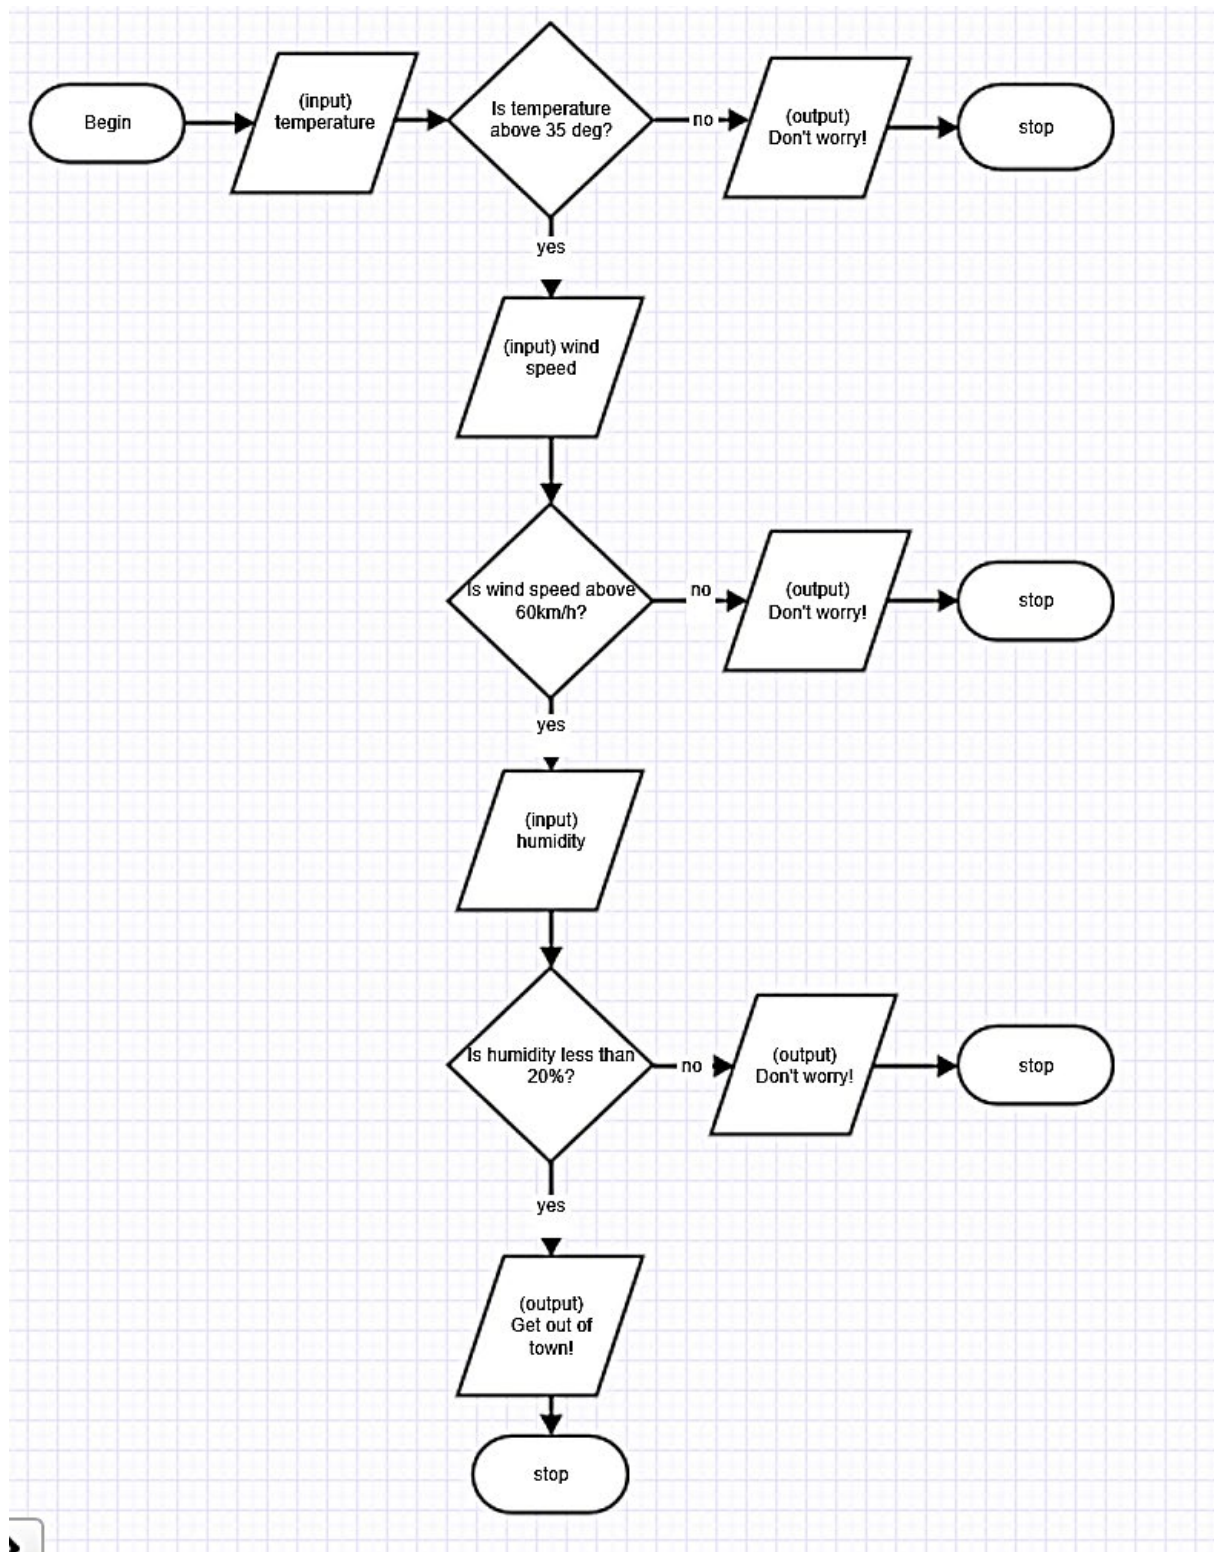 Begin
(input)
temperature
Is temperature
above 35 deg?
no
(output)
Don't worry!
stop
yes
(input) wind
speed
Is wind speed above
60km/h?
no
(output)
Don't worry!
stop
yes
(input)
humidity
Is humidity less than
20%?
no
(output)
Don't worry!
stop
yes
(output)
Get out of
town!
stop